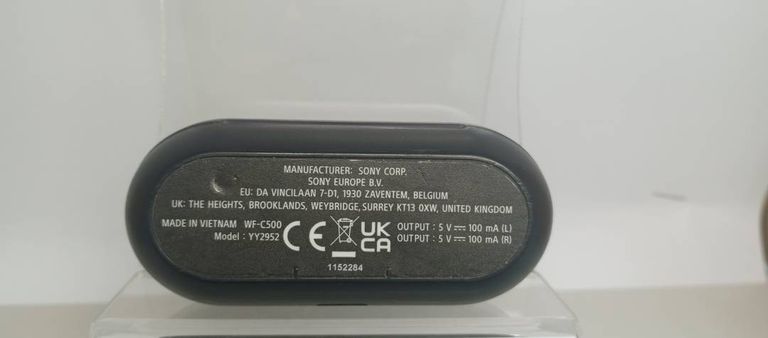 MANUFACTURER: SONY CORP.
SONY EUROPE B.V.
EU: DA VINCILAAN 7-D1, 1930 ZAVENTEM, BELGIUM
UK: THE HEIGHTS, BROOKLANDS, WEYBRIDGE, SURREY KT13 0XW, UNITED KINGDOM
MADE IN VIETNAM WF-C500
Model : YY2952
CE
UK
CA
OUTPUT : 5 V ⎓ 100 mA (L)
OUTPUT : 5 V ⎓ 100 mA (R)
1152284